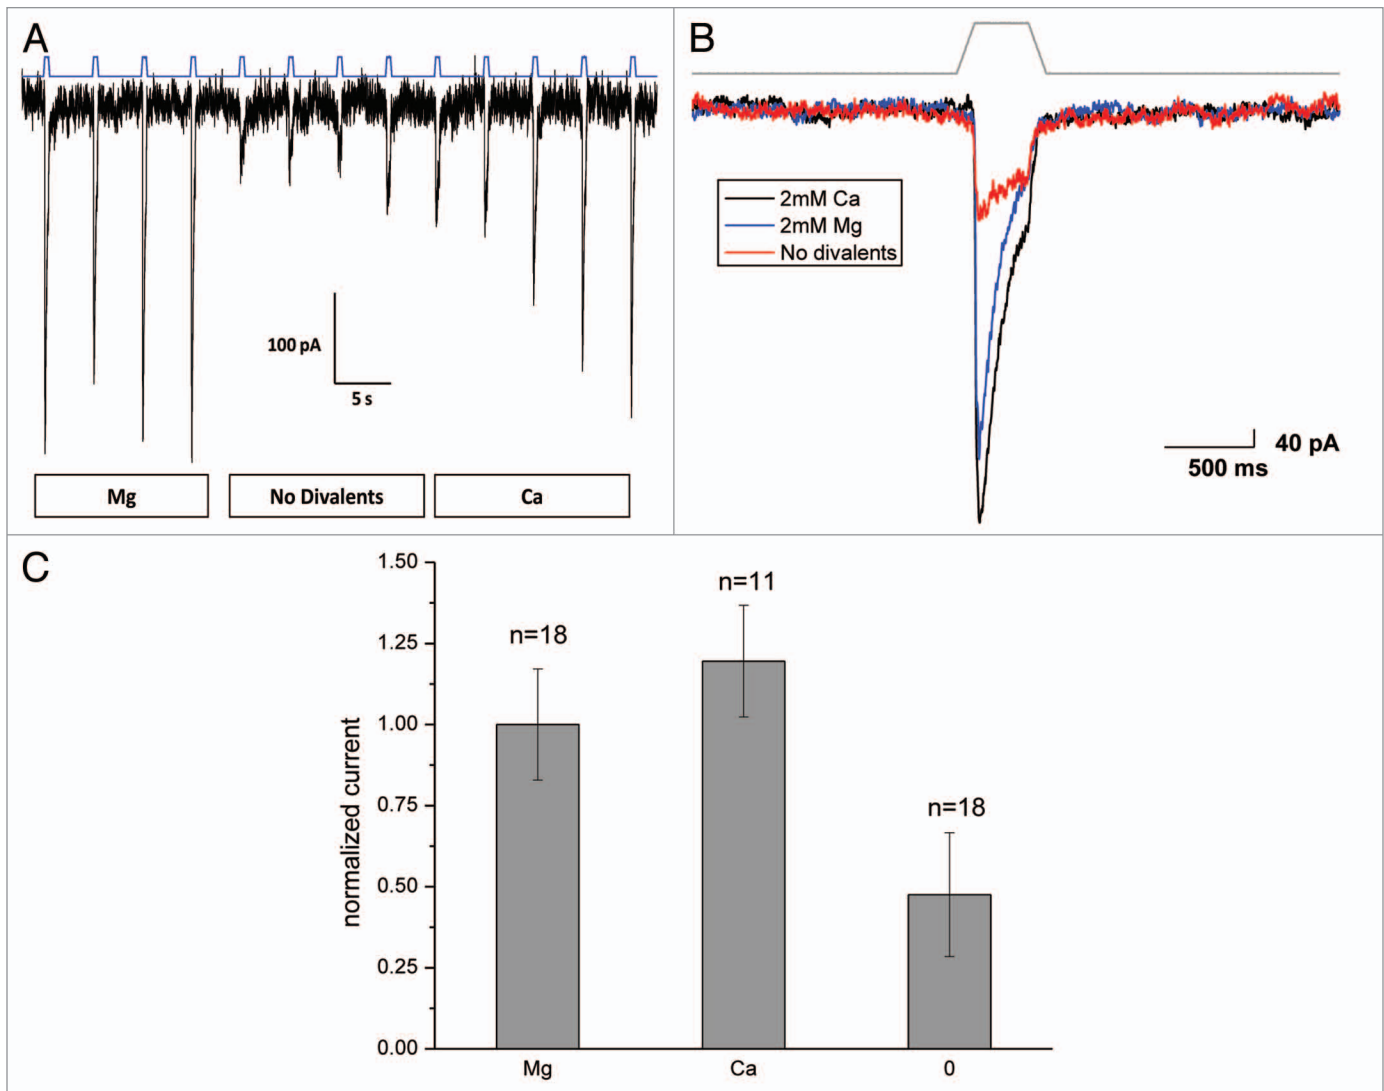 A
100 pA
5 s
Mg
No Divalents
Ca
B
2mM Ca
2mM Mg
No divalents
40 pA
500 ms
C
normalized current
1.50
1.25
1.00
0.75
0.50
0.25
0.00
n=18
n=11
n=18
Mg
Ca
0